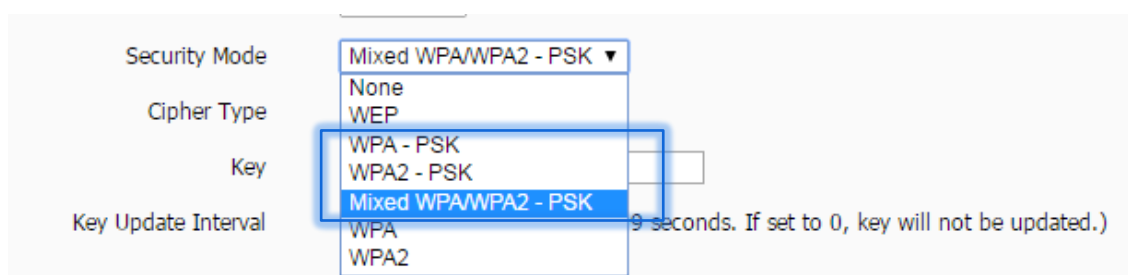 Security Mode Mixed WPA/WPA2 - PSK ▼
None
Cipher Type WEP
WPA - PSK
Key WPA2 - PSK
Mixed WPA/WPA2 - PSK
Key Update Interval WPA 9 seconds. If set to 0, key will not be updated.)
WPA2